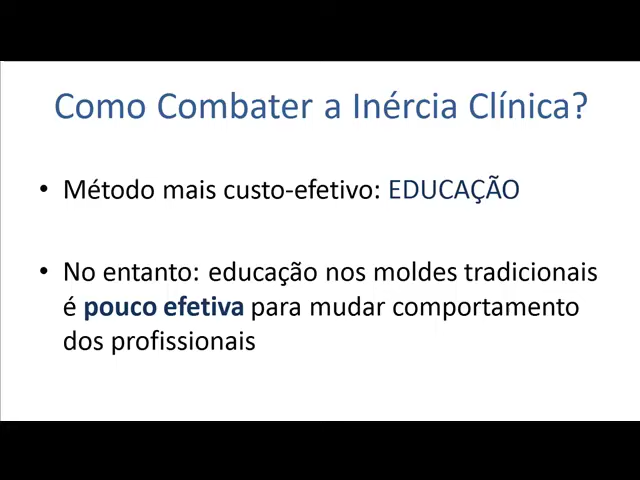 Como Combater a Inércia Clínica?
• Método mais custo-efetivo: EDUCAÇÃO
• No entanto: educação nos moldes tradicionais
é pouco efetiva para mudar comportamento
dos profissionais